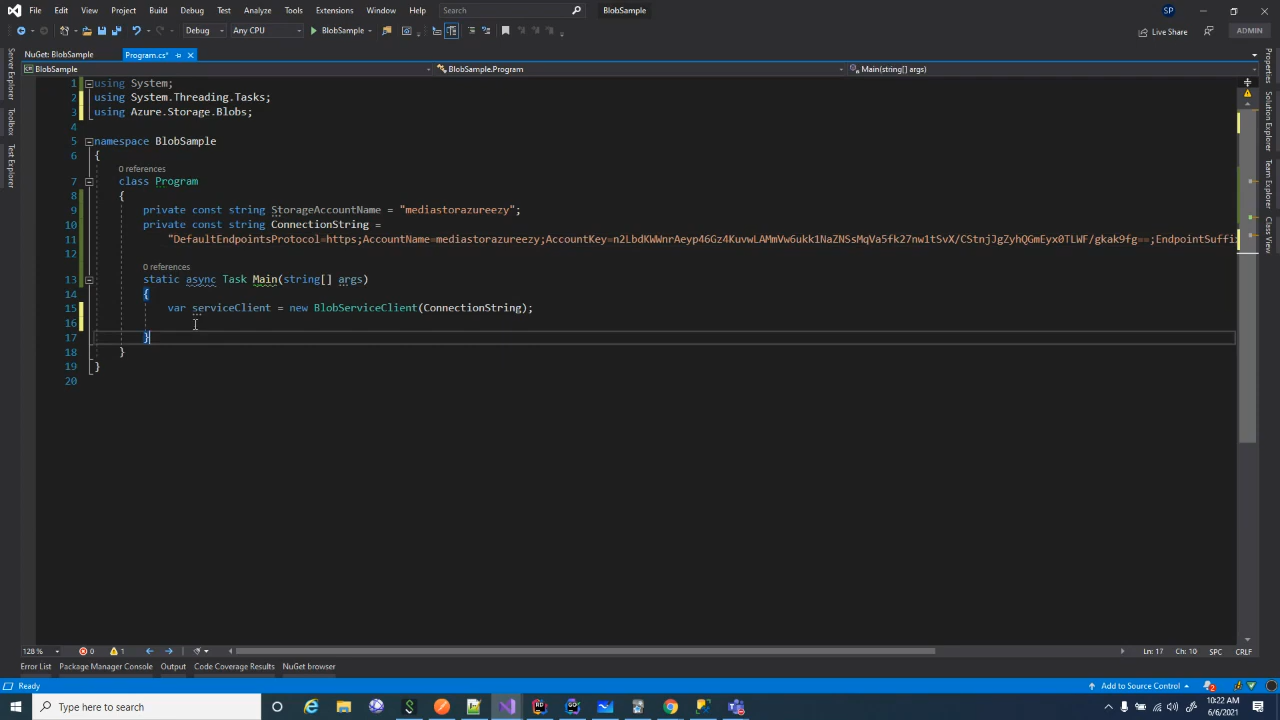 File Edit View Project Build Debug Test Analyze Tools Extensions Window Help Search BlobSample SP
Debug Any CPU BlobSample Live Share ADMIN
NuGet: BlobSample Program.cs*
BlobSample BlobSample.Program Main(string[] args)
Server Explorer
Toolbox
Test Explorer
1 using System;
2 using System.Threading.Tasks;
3 using Azure.Storage.Blobs;
4
5 namespace BlobSample
6 {
0 references
7 class Program
8 {
9 private const string StorageAccountName = "mediastorazureezy";
10 private const string ConnectionString =
11 "DefaultEndpointsProtocol=https;AccountName=mediastorazureezy;AccountKey=n2LbdKWWnrAeyp46Gz4KuvwLAMmVw6ukk1NaZNSsMqVa5fk27nw1tSvX/CStnjJgZyhQGmEyx0TLWF/gkak9fg==;EndpointSuffix
12
0 references
13 static async Task Main(string[] args)
14 {
15 var serviceClient = new BlobServiceClient(ConnectionString);
16
17 }
18 }
19 }
20
Properties
Solution Explorer
Team Explorer
Class View
128 % 0 1 Ln: 17 Ch: 10 SPC CRLF
Error List Package Manager Console Output Code Coverage Results NuGet browser
Ready Add to Source Control 2
Type here to search
10:22 AM
6/6/2021